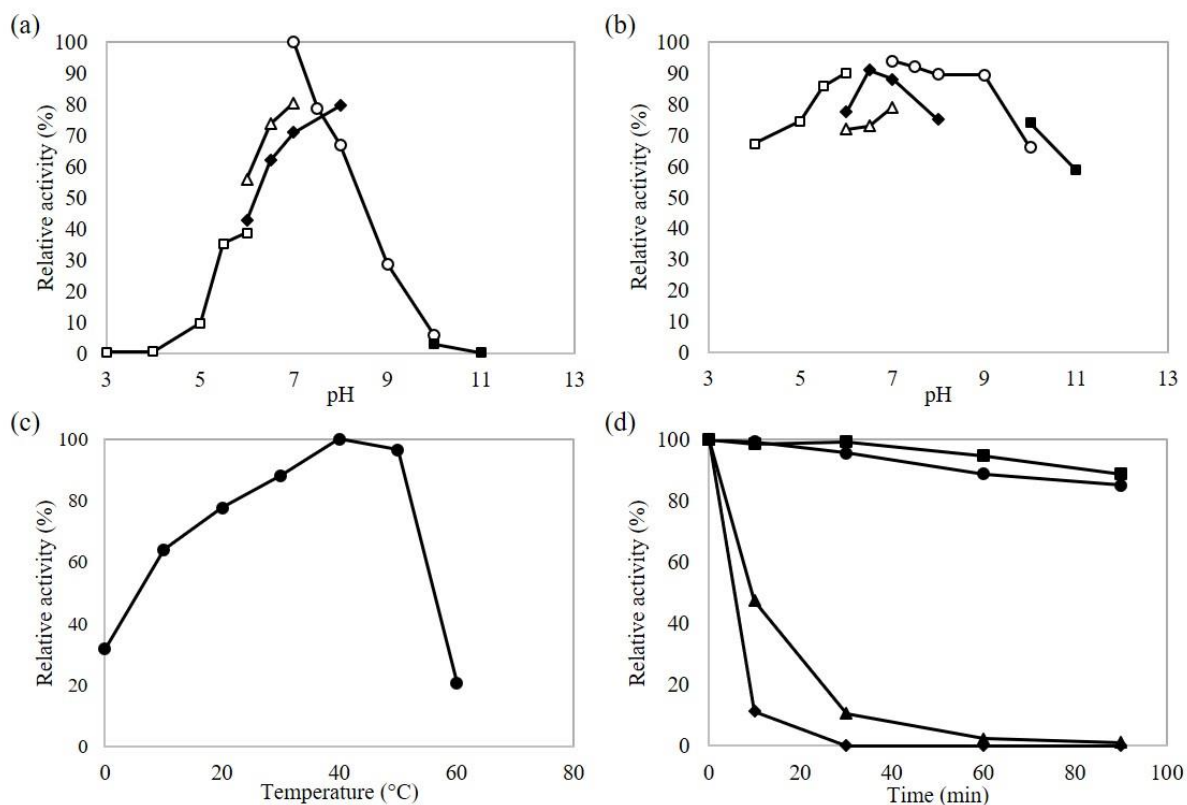 (a)
100
90
80
70
60
50
40
30
20
10
0
Relative activity (%)
3 5 7 9 11 13
pH
(b)
100
90
80
70
60
50
40
30
20
10
0
Relative activity (%)
3 5 7 9 11 13
pH
(c)
100
80
60
40
20
0
Relative activity (%)
0 20 40 60 80
Temperature (°C)
(d)
100
80
60
40
20
0
Relative activity (%)
0 20 40 60 80 100
Time (min)